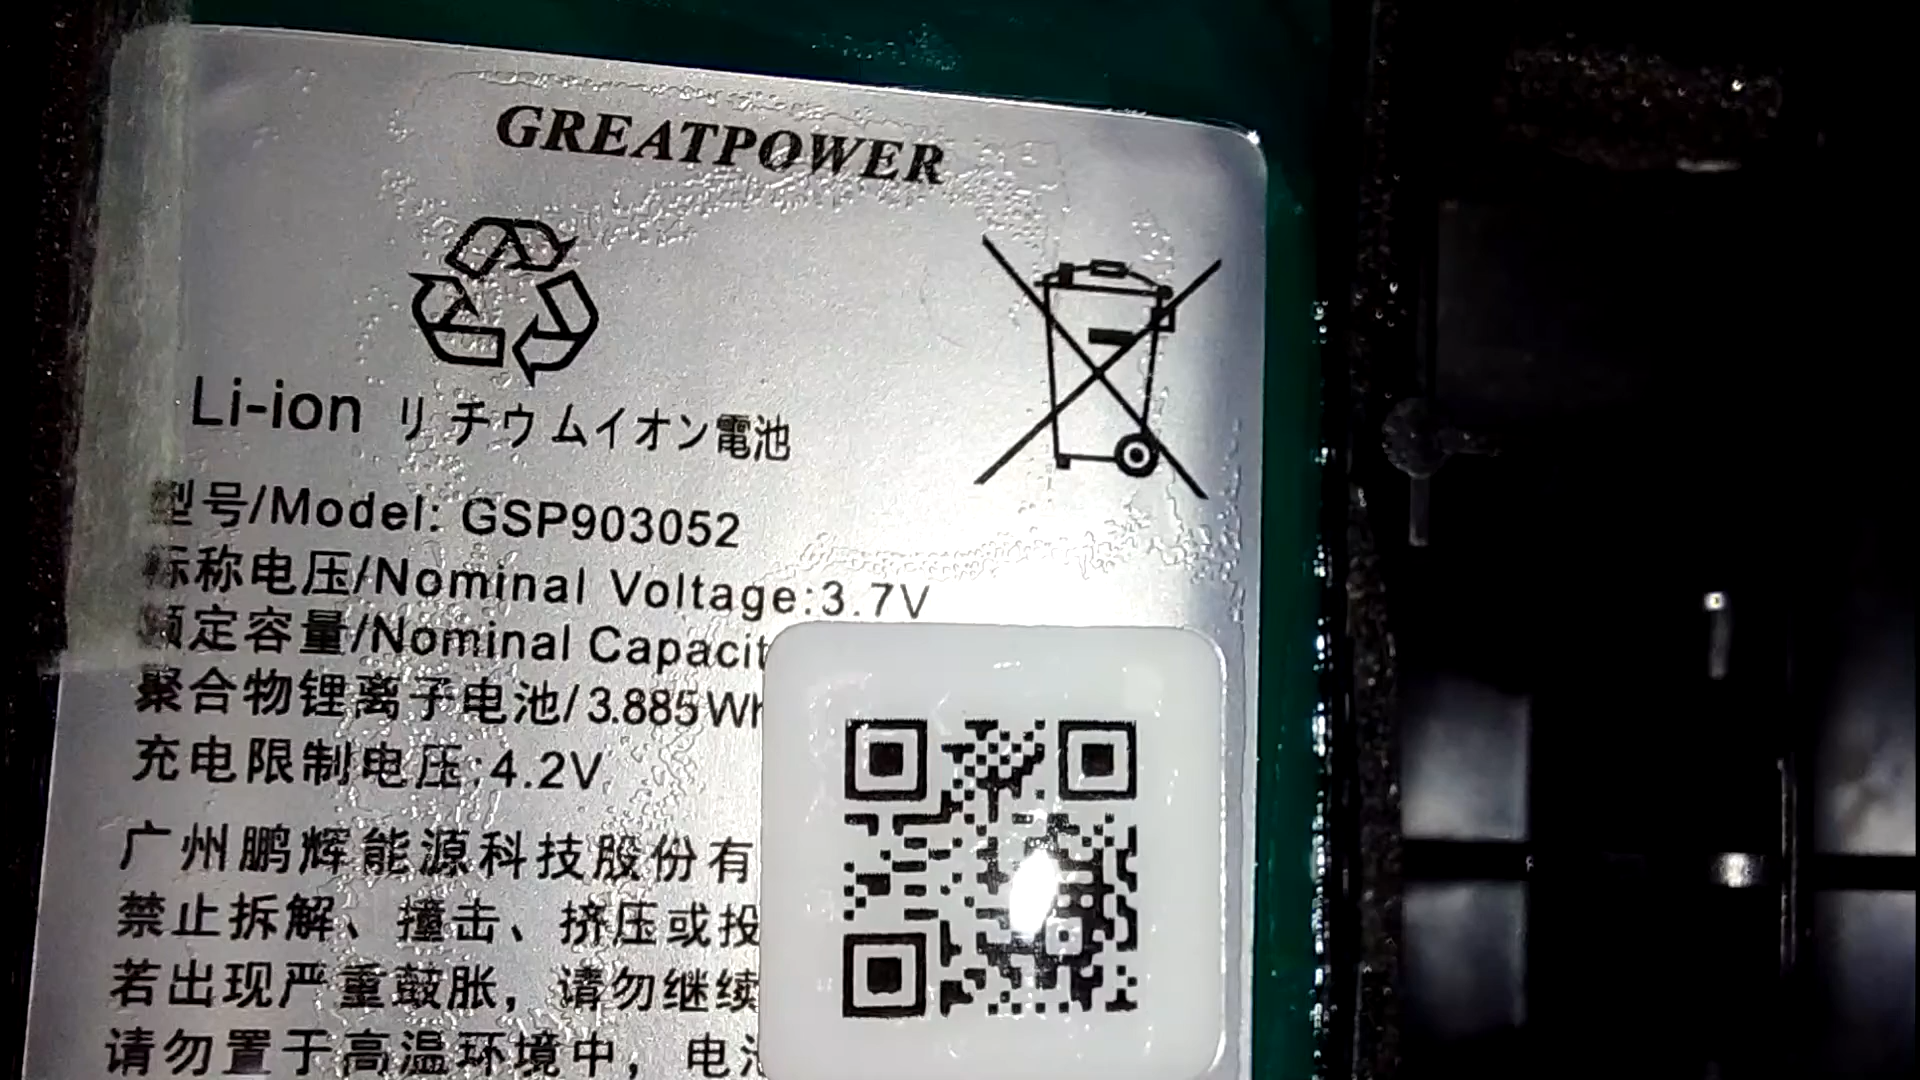 GREATPOWER
Li-ion リチウムイオン電池
型号/Model: GSP903052
标称电压/Nominal Voltage:3.7V
额定容量/Nominal Capacit
聚合物锂离子电池/3.885Wh
充电限制电压:4.2V
广州鹏辉能源科技股份有
禁止拆解、撞击、挤压或投
若出现严重鼓胀，请勿继续
请勿置于高温环境中，电池